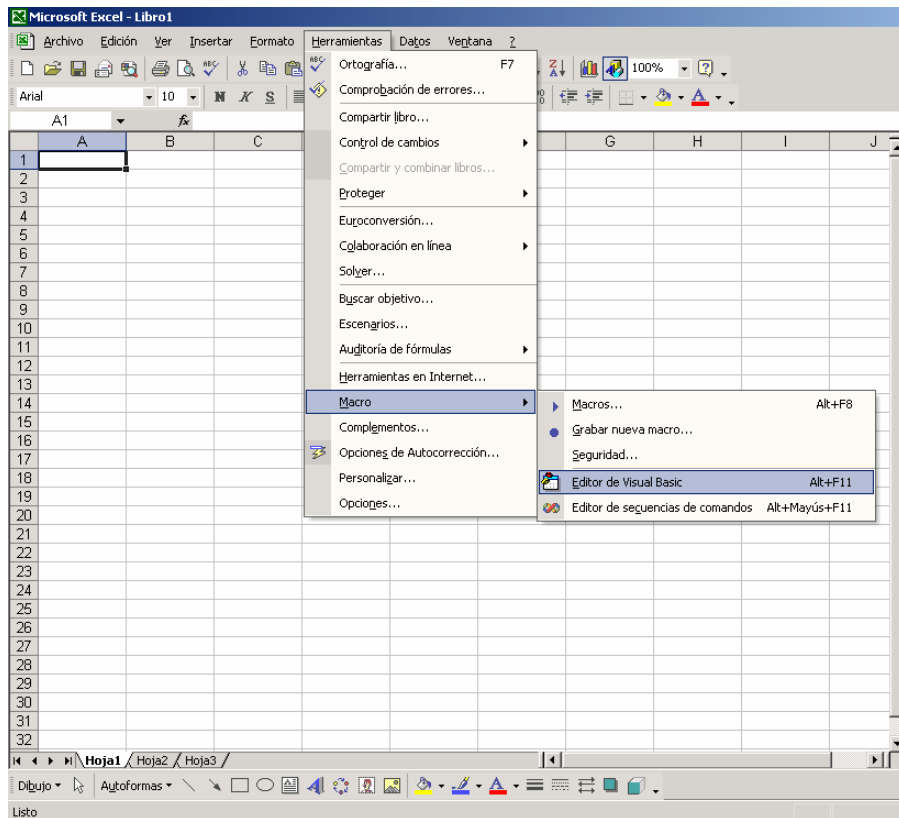 Microsoft Excel - Libro1
Archivo Edición Ver Insertar Formato Herramientas Datos Ventana ?
100%
Arial 10 N K S
A1 fx
A B C G H I J
1
2
3
4
5
6
7
8
9
10
11
12
13
14
15
16
17
18
19
20
21
22
23
24
25
26
27
28
29
30
31
32
Ortografía... F7
Comprobación de errores...
Compartir libro...
Control de cambios
Compartir y combinar libros...
Proteger
Euroconversión...
Colaboración en línea
Solver...
Buscar objetivo...
Escenarios...
Auditoría de fórmulas
Herramientas en Internet...
Macro
Complementos...
Opciones de Autocorrección...
Personalizar...
Opciones...
Macros... Alt+F8
Grabar nueva macro...
Seguridad...
Editor de Visual Basic Alt+F11
Editor de secuencias de comandos Alt+Mayús+F11
Hoja1 Hoja2 Hoja3
Dibujo Autoformas
Listo